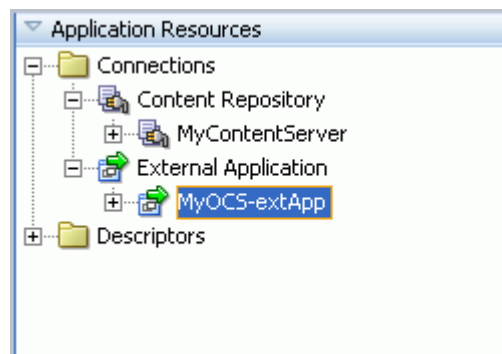 Application Resources
Connections
Content Repository
MyContentServer
External Application
MyOCS-extApp
Descriptors